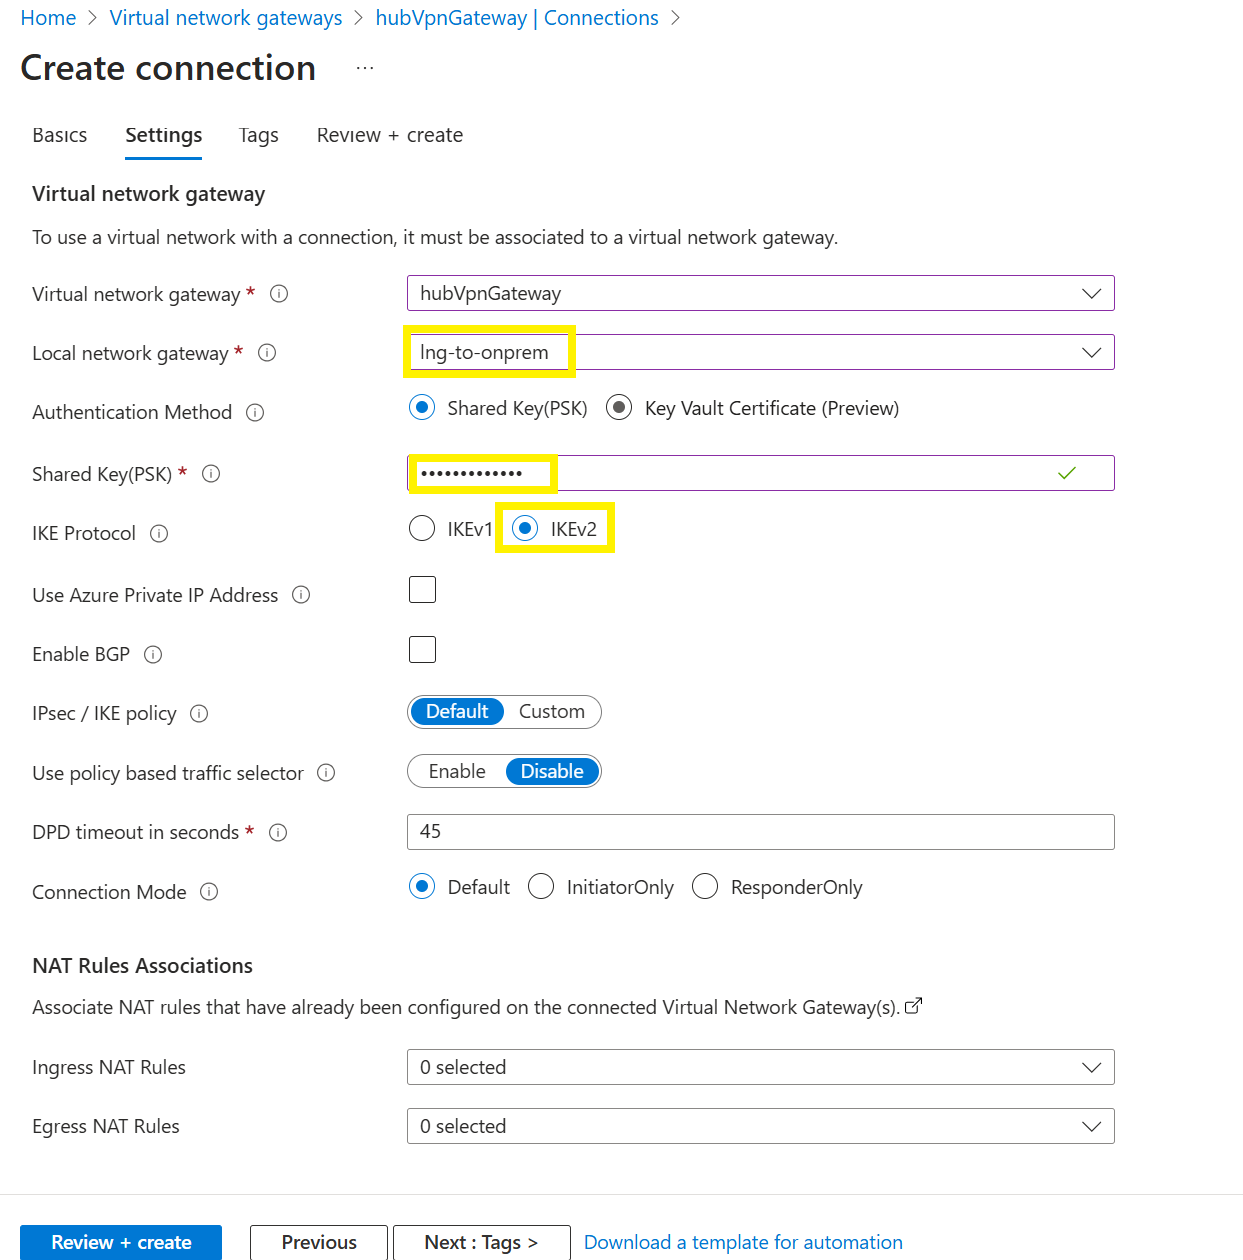 Home > Virtual network gateways > hubVpnGateway | Connections >
Create connection ...
Basics Settings Tags Review + create
Virtual network gateway
To use a virtual network with a connection, it must be associated to a virtual network gateway.
Virtual network gateway * hubVpnGateway
Local network gateway * lng-to-onprem
Authentication Method Shared Key(PSK) Key Vault Certificate (Preview)
Shared Key(PSK) * •••••••••••••
IKE Protocol IKEv1 IKEv2
Use Azure Private IP Address
Enable BGP
IPsec / IKE policy Default Custom
Use policy based traffic selector Enable Disable
DPD timeout in seconds * 45
Connection Mode Default InitiatorOnly ResponderOnly
NAT Rules Associations
Associate NAT rules that have already been configured on the connected Virtual Network Gateway(s).
Ingress NAT Rules 0 selected
Egress NAT Rules 0 selected
Review + create Previous Next : Tags > Download a template for automation